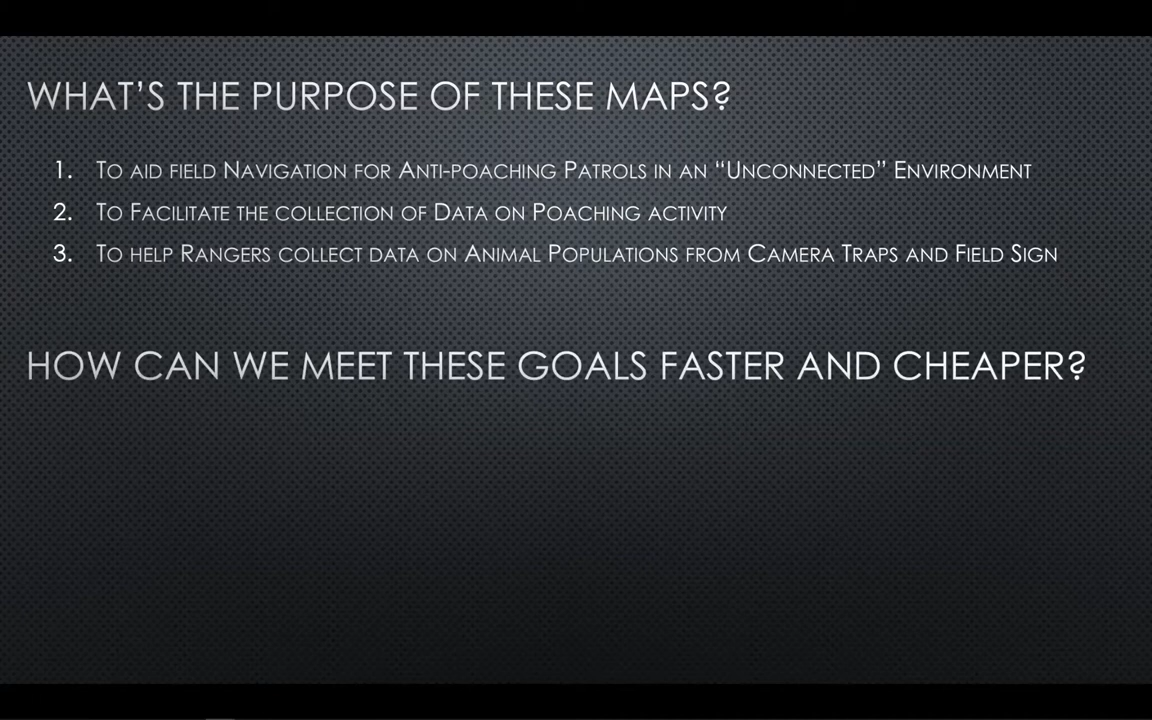 WHAT'S THE PURPOSE OF THESE MAPS?
1. TO AID FIELD NAVIGATION FOR ANTI-POACHING PATROLS IN AN “UNCONNECTED” ENVIRONMENT
2. TO FACILITATE THE COLLECTION OF DATA ON POACHING ACTIVITY
3. TO HELP RANGERS COLLECT DATA ON ANIMAL POPULATIONS FROM CAMERA TRAPS AND FIELD SIGN
HOW CAN WE MEET THESE GOALS FASTER AND CHEAPER?